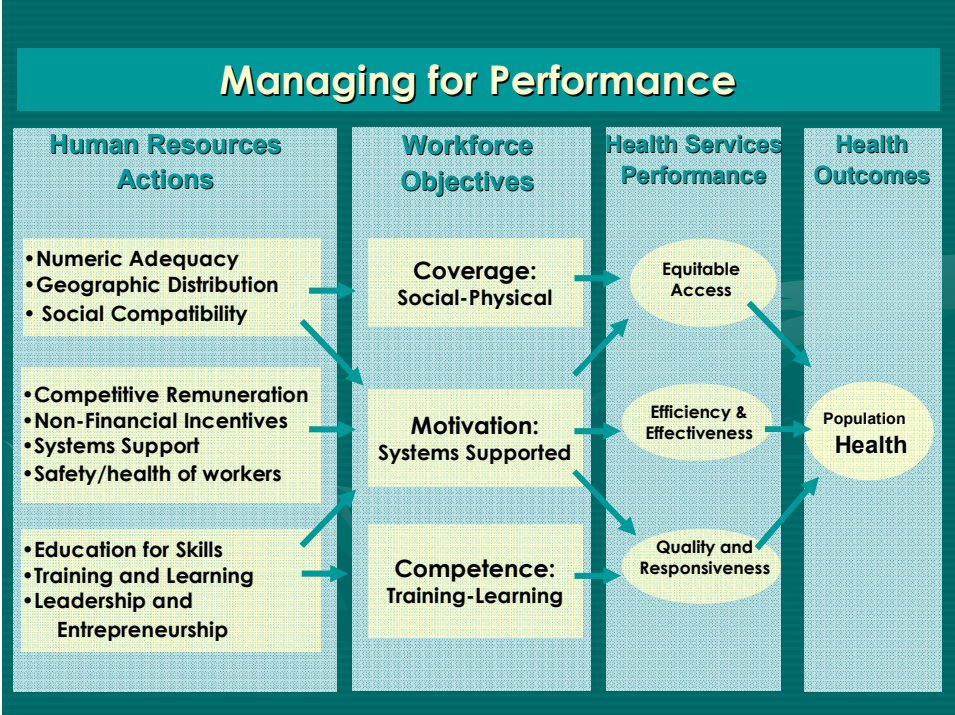 Managing for Performance
Human Resources
Actions
•Numeric Adequacy
•Geographic Distribution
• Social Compatibility
•Competitive Remuneration
•Non-Financial Incentives
•Systems Support
•Safety/health of workers
•Education for Skills
•Training and Learning
•Leadership and
Entrepreneurship
Workforce
Objectives
Coverage:
Social-Physical
Motivation:
Systems Supported
Competence:
Training-Learning
Health Services
Performance
Equitable
Access
Efficiency &
Effectiveness
Quality and
Responsiveness
Health
Outcomes
Population
Health